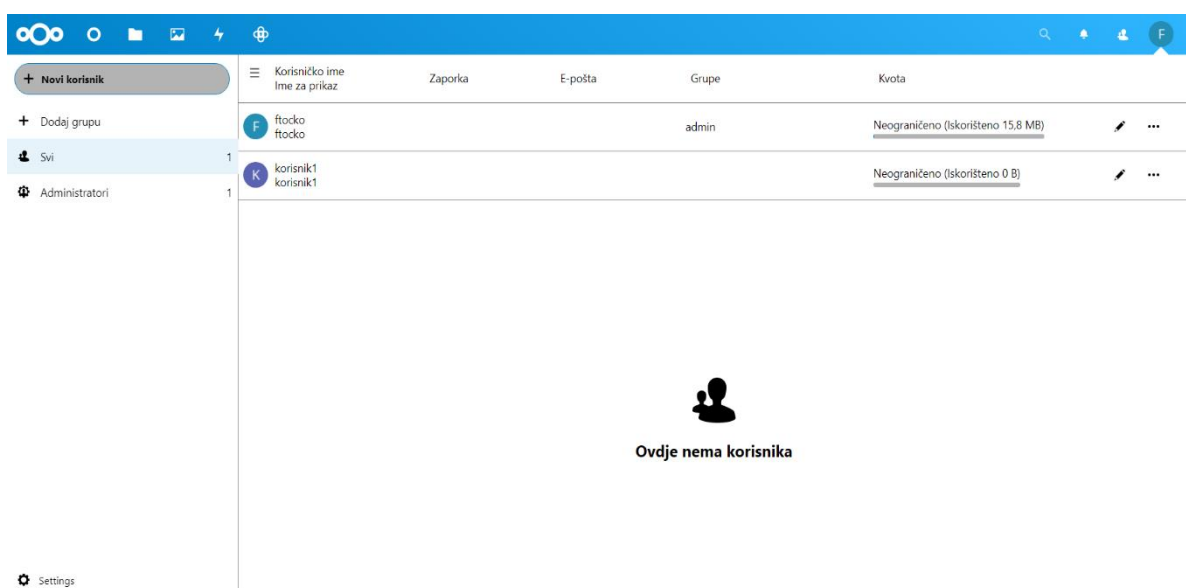 F
Novi korisnik
Dodaj grupu
Svi 1
Administratori 1
Settings
Korisničko ime
Ime za prikaz
Zaporka
E-pošta
Grupe
Kvota
F
ftocko
ftocko
admin
Neograničeno (Iskorišteno 15,8 MB)
K
korisnik1
korisnik1
Neograničeno (Iskorišteno 0 B)
Ovdje nema korisnika